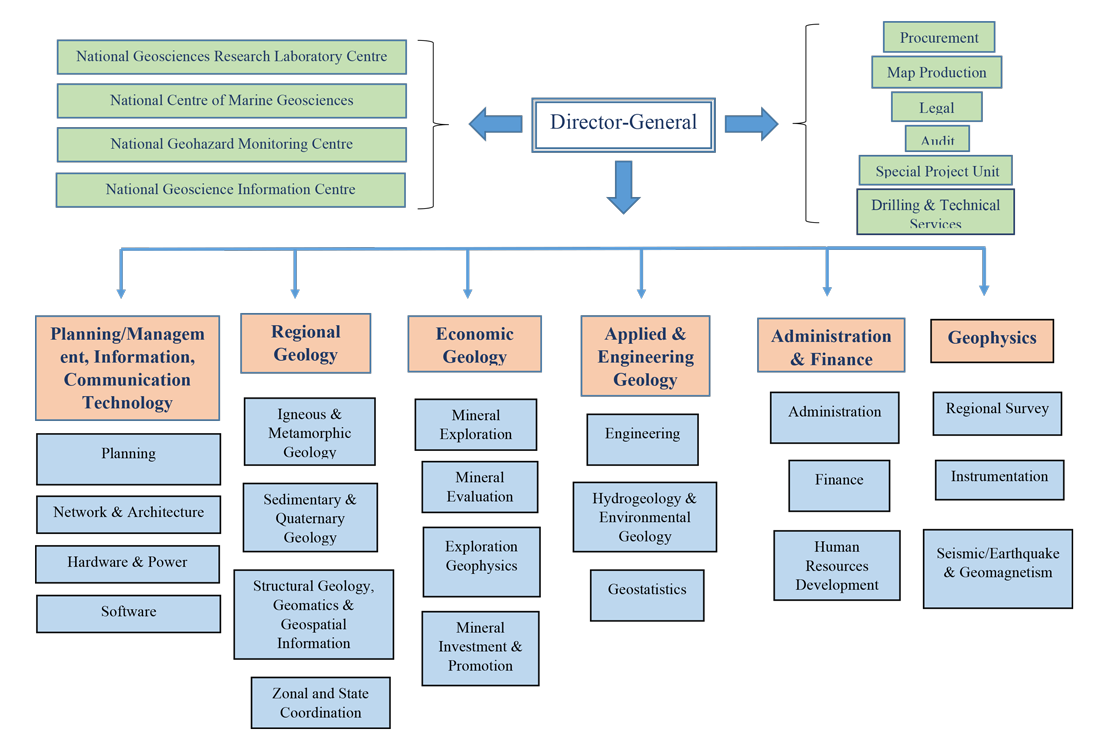 National Geosciences Research Laboratory Centre
National Centre of Marine Geosciences
National Geohazard Monitoring Centre
National Geoscience Information Centre
Director-General
Procurement
Map Production
Legal
Audit
Special Project Unit
Drilling & Technical
Services
Planning/Managem
ent, Information,
Communication
Technology
Planning
Network & Architecture
Hardware & Power
Software
Regional
Geology
Igneous &
Metamorphic
Geology
Sedimentary &
Quaternary
Geology
Structural Geology,
Geomatics &
Geospatial
Information
Zonal and State
Coordination
Economic
Geology
Mineral
Exploration
Mineral
Evaluation
Exploration
Geophysics
Mineral
Investment &
Promotion
Applied &
Engineering
Geology
Engineering
Hydrogeology &
Environmental
Geology
Geostatistics
Administration
& Finance
Administration
Finance
Human
Resources
Development
Geophysics
Regional Survey
Instrumentation
Seismic/Earthquake
& Geomagnetism